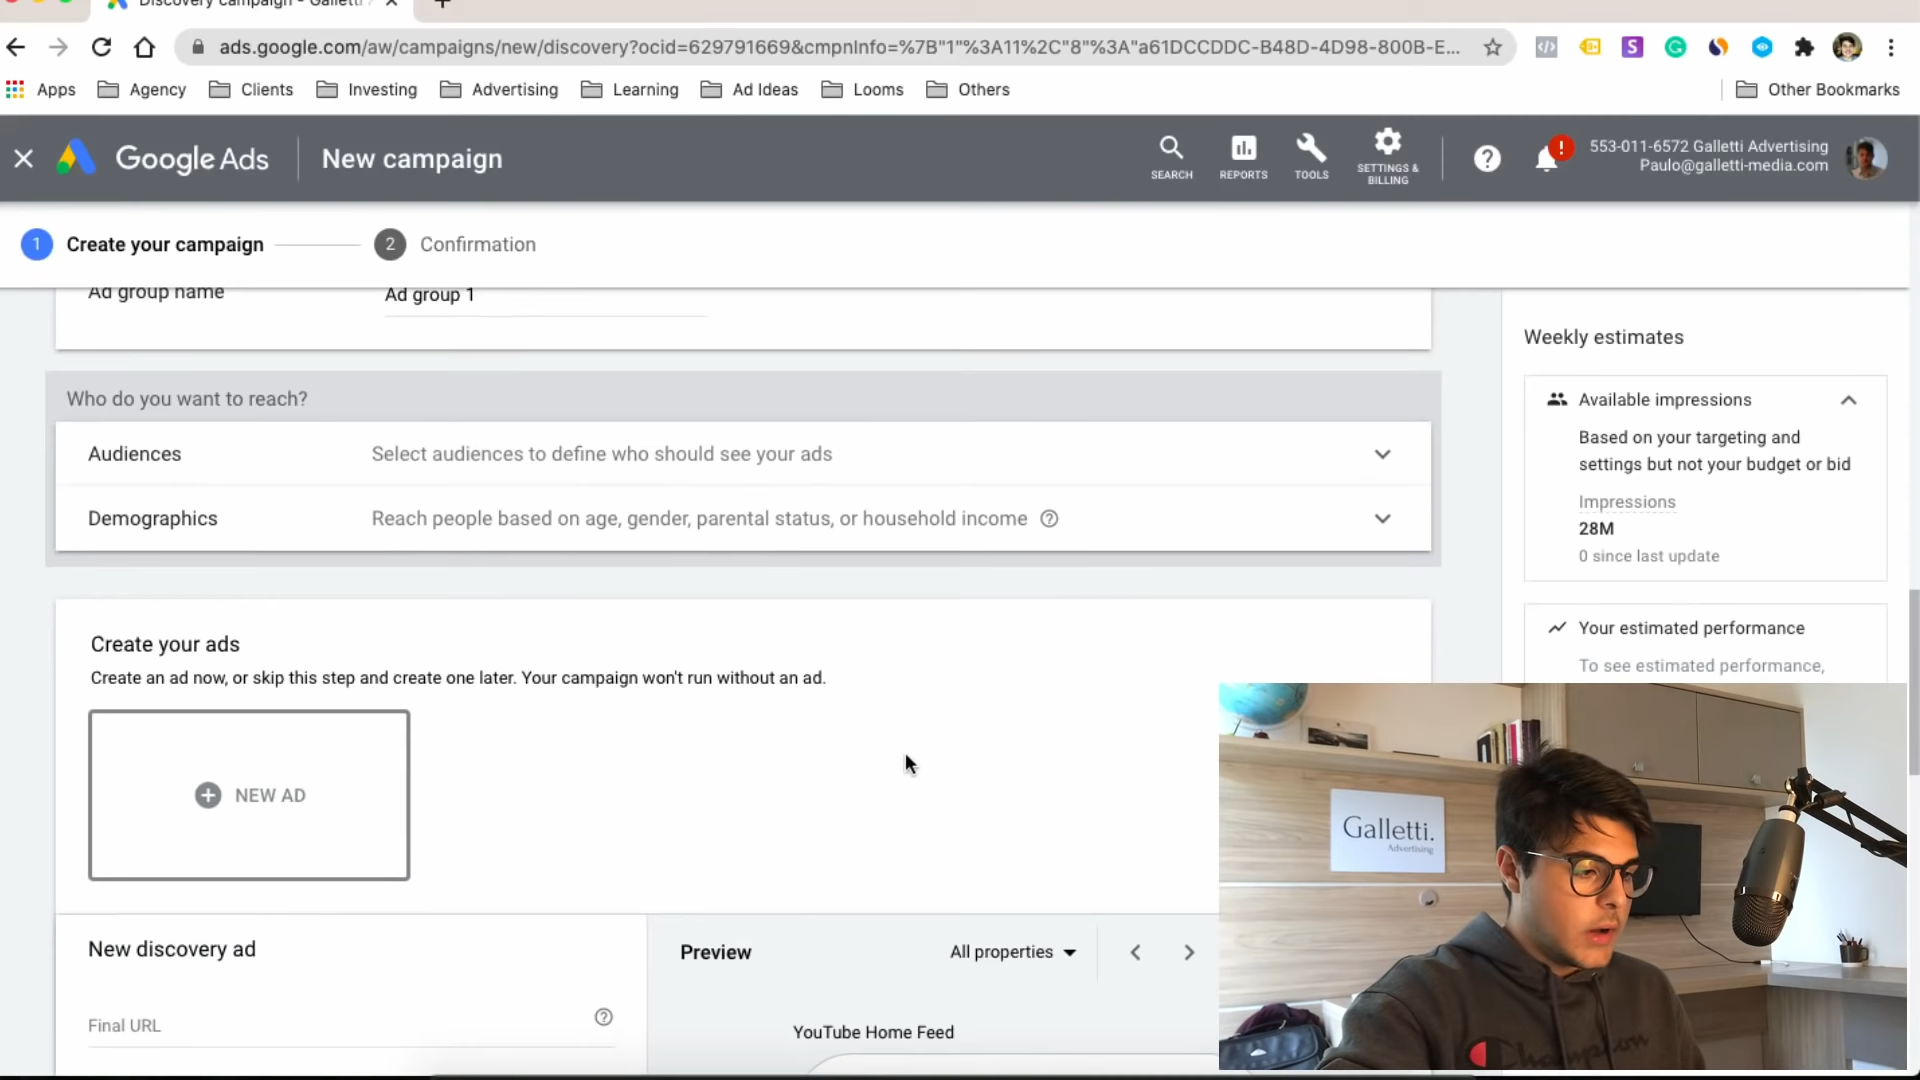 Discovery campaign - Galletti
ads.google.com/aw/campaigns/new/discovery?ocid=629791669&cmpnInfo=%7B"1"%3A11%2C"8"%3A"a61DCCDDC-B48D-4D98-800B-E...
Apps Agency Clients Investing Advertising Learning Ad Ideas Looms Others Other Bookmarks
Google Ads New campaign
SEARCH REPORTS TOOLS SETTINGS & BILLING
553-011-6572 Galletti Advertising
Paulo@galletti-media.com
1 Create your campaign 2 Confirmation
Ad group name Ad group 1
Who do you want to reach?
Audiences Select audiences to define who should see your ads
Demographics Reach people based on age, gender, parental status, or household income
Create your ads
Create an ad now, or skip this step and create one later. Your campaign won't run without an ad.
NEW AD
New discovery ad
Final URL
Preview All properties
YouTube Home Feed
Weekly estimates
Available impressions
Based on your targeting and
settings but not your budget or bid
Impressions
28M
0 since last update
Your estimated performance
To see estimated performance,
Galletti.
Advertising
Champion